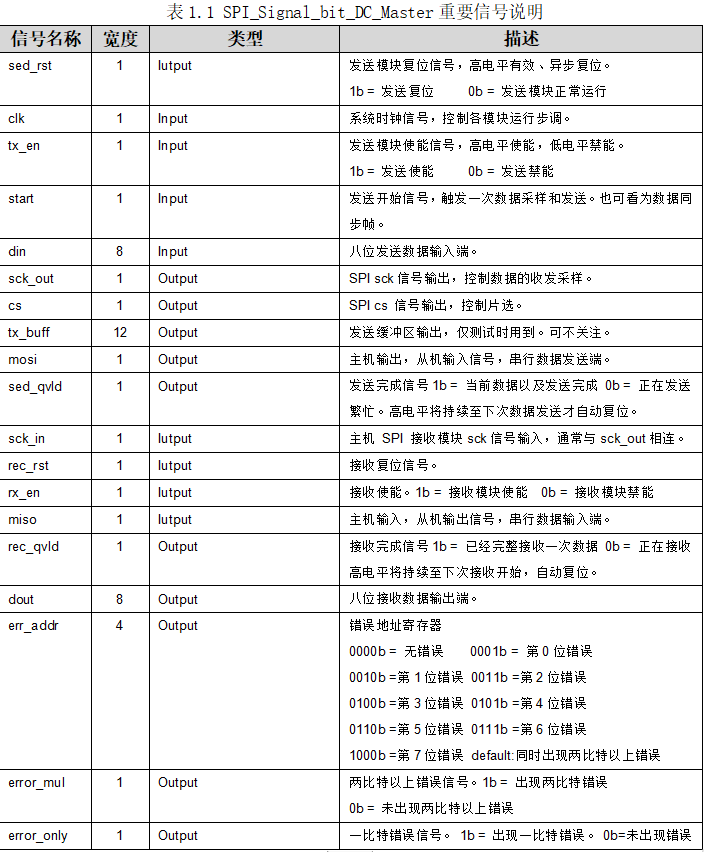 表 1.1 SPI_Signal_bit_DC_Master 重要信号说明
信号名称 宽度 类型 描述
sed_rst 1 Iutput 发送模块复位信号，高电平有效、异步复位。
1b = 发送复位 0b = 发送模块正常运行
clk 1 Input 系统时钟信号，控制各模块运行步调。
tx_en 1 Input 发送模块使能信号，高电平使能，低电平禁能。
1b = 发送使能 0b = 发送禁能
start 1 Input 发送开始信号，触发一次数据采样和发送。也可看为数据同
步帧。
din 8 Input 八位发送数据输入端。
sck_out 1 Output SPI sck 信号输出，控制数据的收发采样。
cs 1 Output SPI cs 信号输出，控制片选。
tx_buff 12 Output 发送缓冲区输出，仅测试时用到。可不关注。
mosi 1 Output 主机输出，从机输入信号，串行数据发送端。
sed_qvld 1 Output 发送完成信号 1b = 当前数据以及发送完成 0b = 正在发送
繁忙。高电平将持续至下次数据发送才自动复位。
sck_in 1 Iutput 主机 SPI 接收模块 sck 信号输入，通常与 sck_out 相连。
rec_rst 1 Iutput 接收复位信号。
rx_en 1 Iutput 接收使能。1b = 接收模块使能 0b = 接收模块禁能
miso 1 Iutput 主机输入，从机输出信号，串行数据输入端。
rec_qvld 1 Output 接收完成信号 1b = 已经完整接收一次数据 0b = 正在接收
高电平将持续至下次接收开始，自动复位。
dout 8 Output 八位接收数据输出端。
err_addr 4 Output 错误地址寄存器
0000b = 无错误 0001b = 第 0 位错误
0010b =第 1 位错误 0011b =第 2 位错误
0100b =第 3 位错误 0101b =第 4 位错误
0110b =第 5 位错误 0111b =第 6 位错误
1000b =第 7 位错误 default:同时出现两比特以上错误
error_mul 1 Output 两比特以上错误信号。1b = 出现两比特错误
0b = 未出现两比特以上错误
error_only 1 Output 一比特错误信号。 1b = 出现一比特错误。 0b=未出现错误